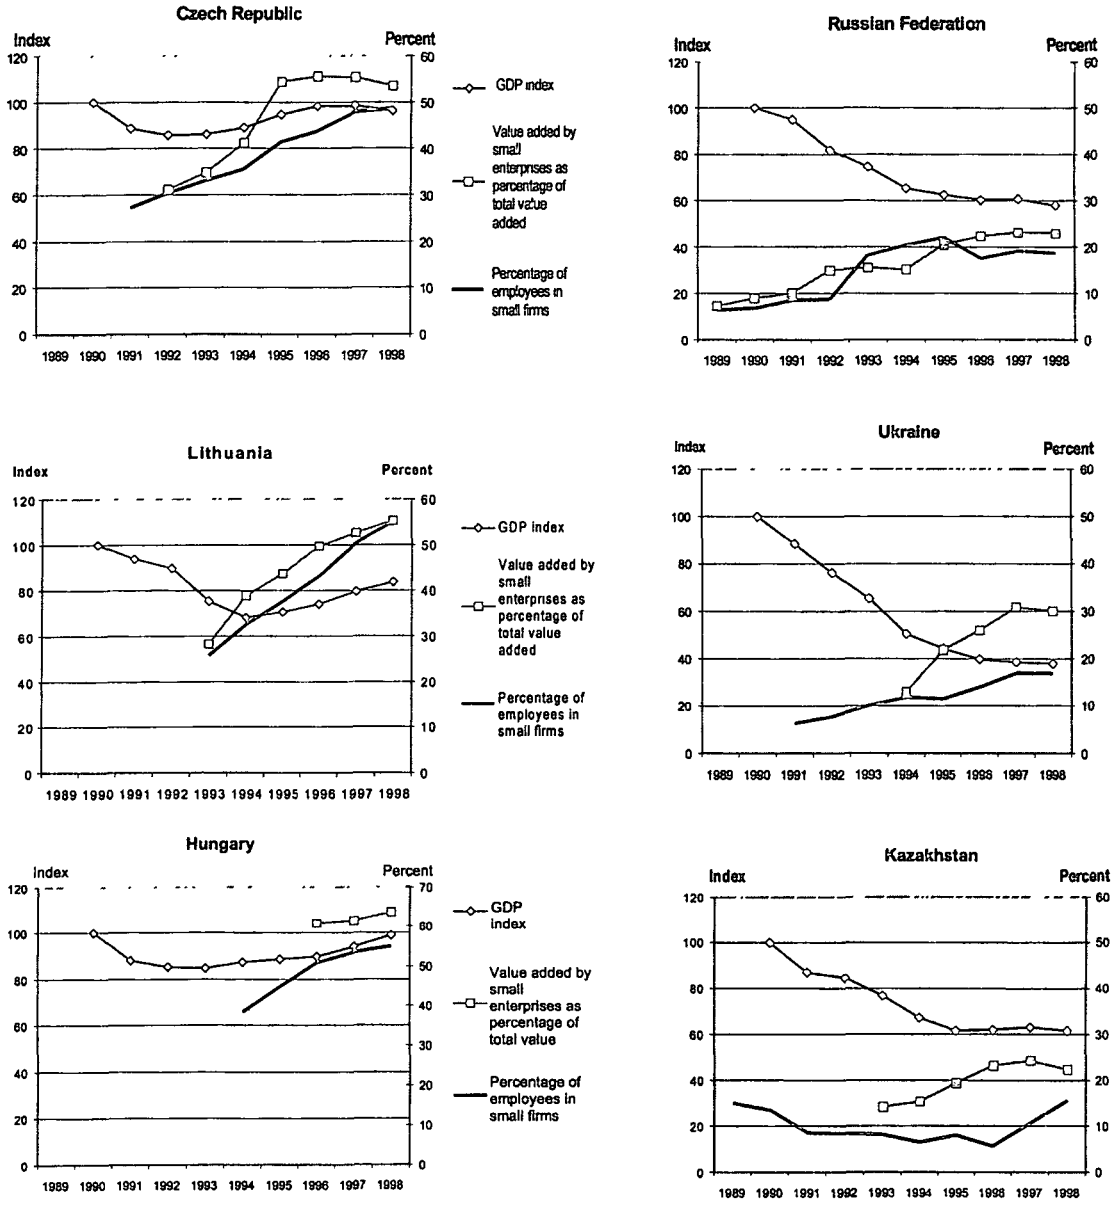 Czech Republic
Index
Percent
120
100
80
60
40
20
0
60
50
40
30
20
10
0
1989 1990 1991 1992 1993 1994 1995 1996 1997 1998
GDP index
Value added by
small
enterprises as
percentage of
total value
added
Percentage of
employees in
small firms
Russian Federation
Index
Percent
120
100
80
60
40
20
0
60
50
40
30
20
10
0
1989 1990 1991 1992 1993 1994 1995 1996 1997 1998
Lithuania
Index
Percent
120
100
80
60
40
20
0
60
50
40
30
20
10
0
1989 1990 1991 1992 1993 1994 1995 1996 1997 1998
GDP index
Value added by
small
enterprises as
percentage of
total value
added
Percentage of
employees in
small firms
Ukraine
Index
Percent
120
100
80
60
40
20
0
60
50
40
30
20
10
0
1989 1990 1991 1992 1993 1994 1995 1996 1997 1998
Hungary
Index
Percent
120
100
80
60
40
20
0
70
60
50
40
30
20
10
0
1989 1990 1991 1992 1993 1994 1995 1996 1997 1998
GDP
index
Value added by
small
enterprises as
percentage of
total value
Percentage of
employees in
small firms
Kazakhstan
Index
Percent
120
100
80
60
40
20
0
60
50
40
30
20
10
0
1989 1990 1991 1992 1993 1994 1995 1996 1997 1998